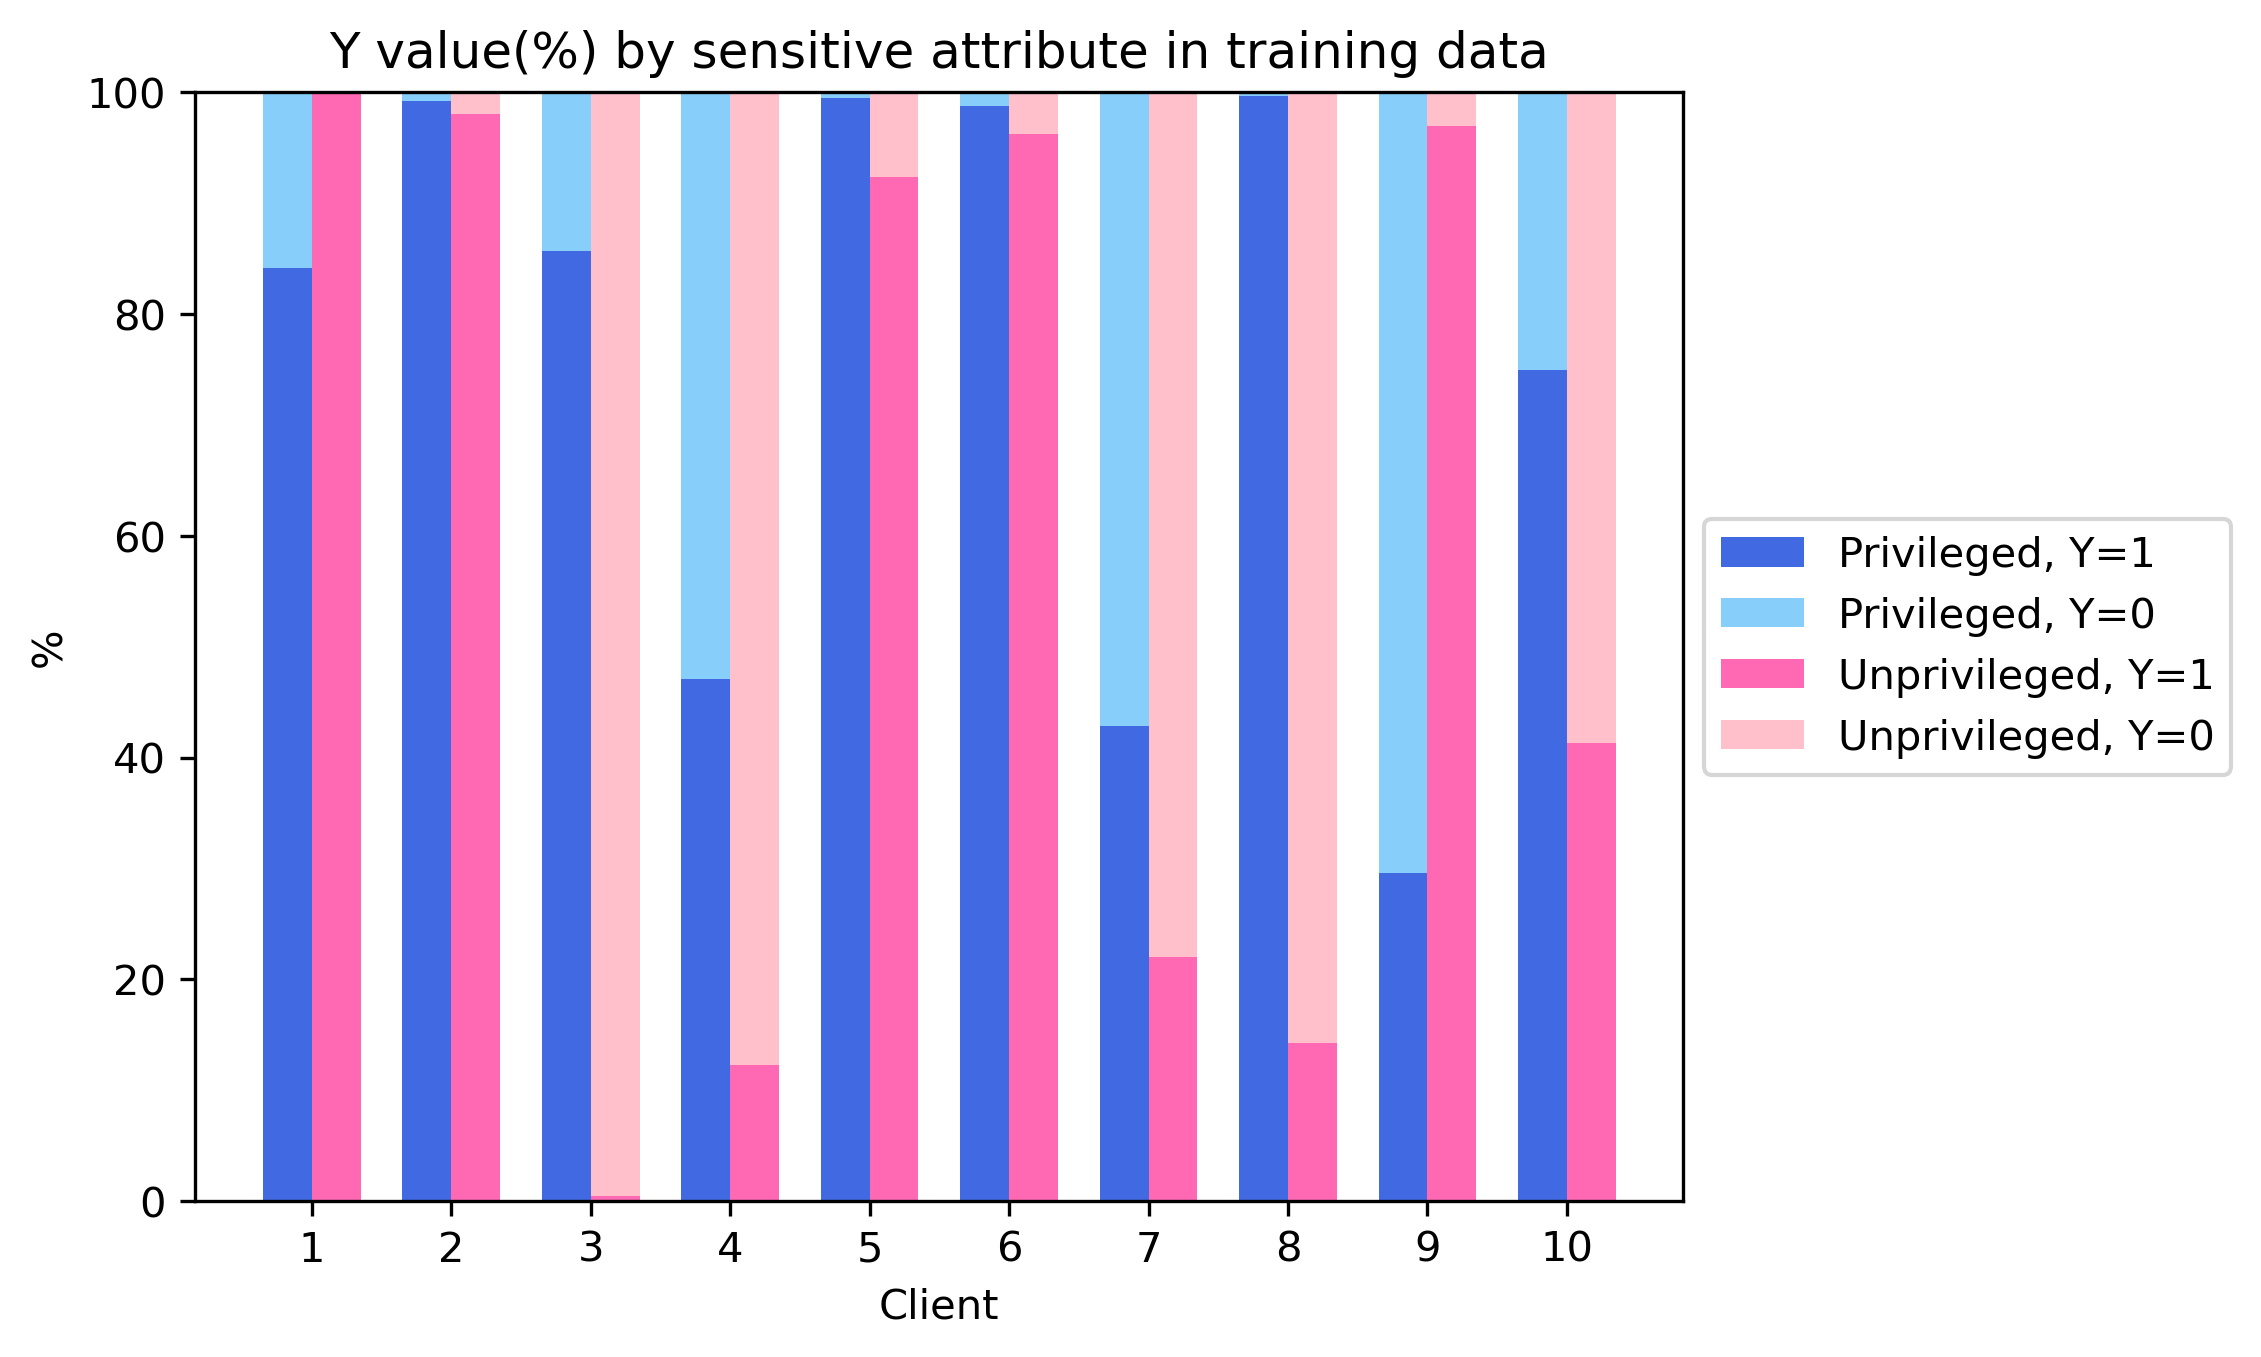 Y value(%) by sensitive attribute in training data
100
80
60
40
20
0
%
1 2 3 4 5 6 7 8 9 10
Client
Privileged, Y=1
Privileged, Y=0
Unprivileged, Y=1
Unprivileged, Y=0